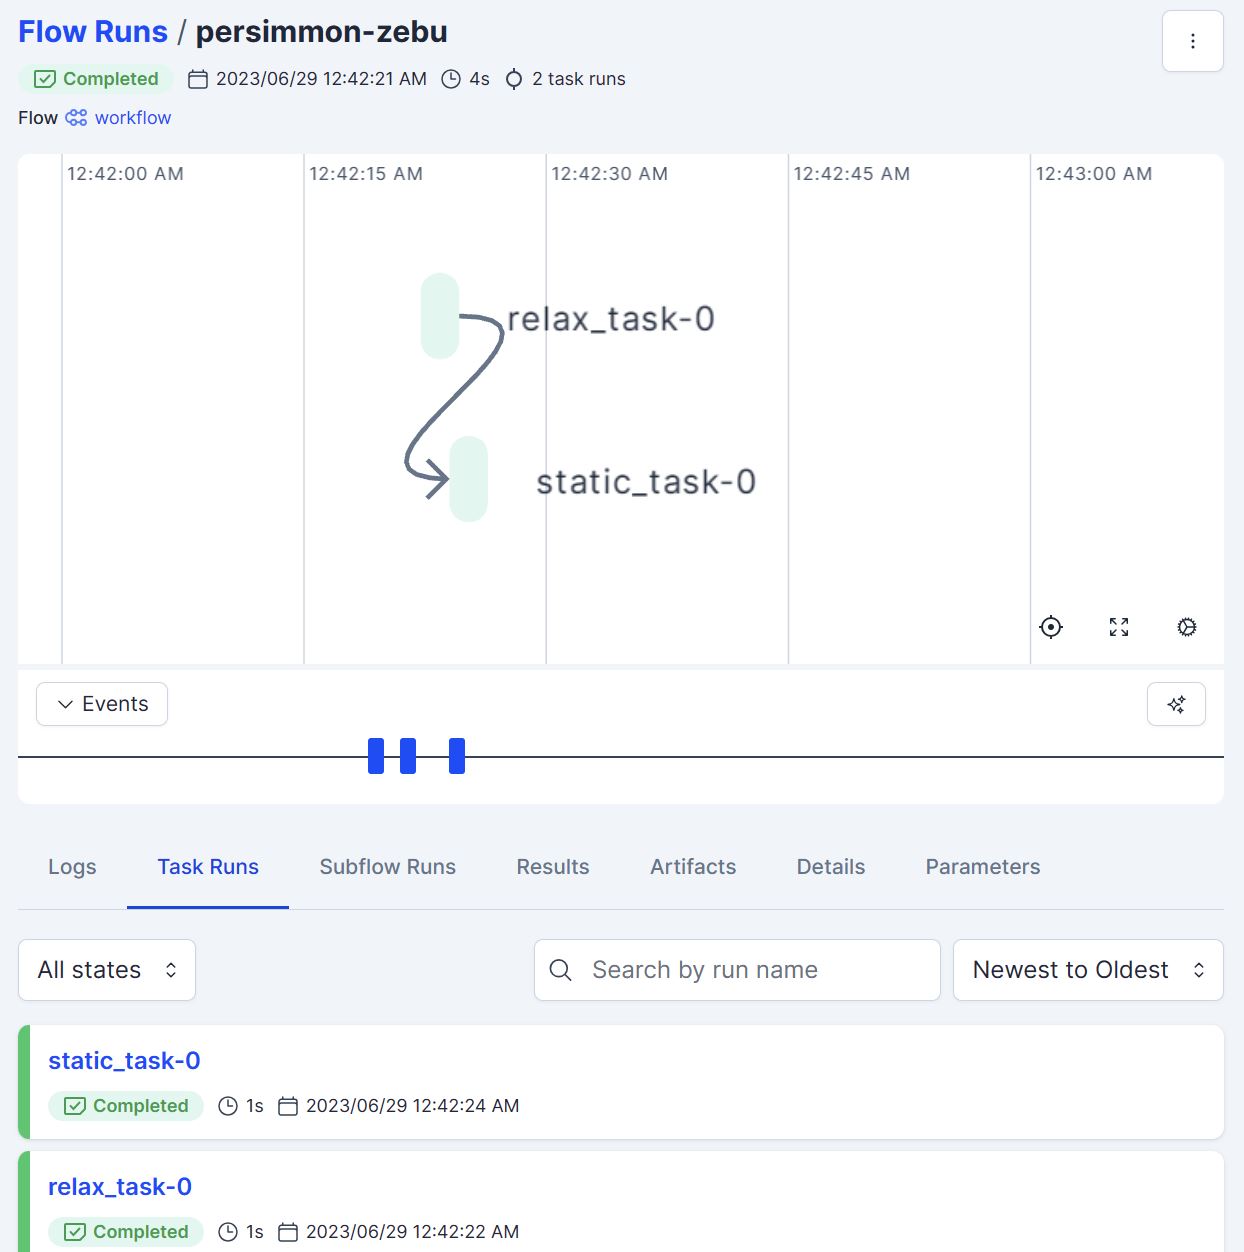 Flow Runs / persimmon-zebu
Completed 2023/06/29 12:42:21 AM 4s 2 task runs
Flow workflow
12:42:00 AM 12:42:15 AM 12:42:30 AM 12:42:45 AM 12:43:00 AM
relax_task-0
static_task-0
Events
Logs Task Runs Subflow Runs Results Artifacts Details Parameters
All states Search by run name Newest to Oldest
static_task-0
Completed 1s 2023/06/29 12:42:24 AM
relax_task-0
Completed 1s 2023/06/29 12:42:22 AM